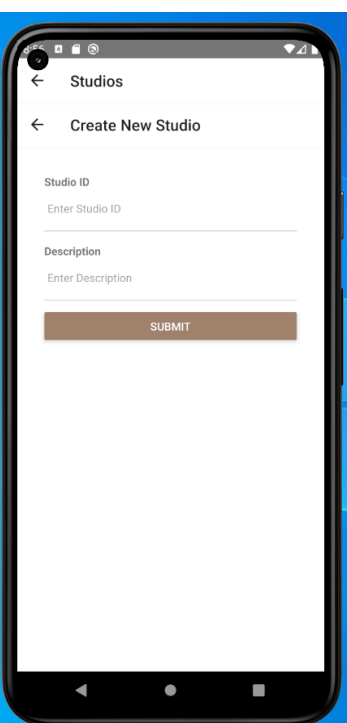 Studios
Create New Studio
Studio ID
Enter Studio ID
Description
Enter Description
SUBMIT